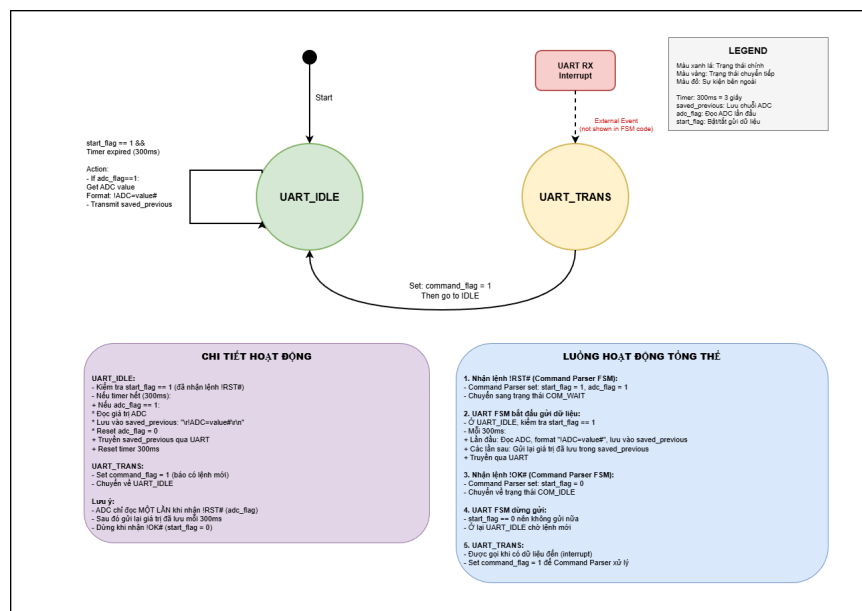 Start
UART RX
Interrupt
LEGEND
Màu xanh lá: Trạng thái chính
Màu vàng: Trạng thái chuyển tiếp
Màu đỏ: Sự kiện bên ngoài
Timer: 300ms = 3 giây
saved_previous: Lưu chuỗi ADC
adc_flag: Đọc ADC lần đầu
start_flag: Bật/tắt gửi dữ liệu
External Event
(not shown in FSM code)
start_flag == 1 &&
Timer expired (300ms)
Action:
- If adc_flag==1:
Get ADC value
Format: !ADC=value#
- Transmit saved_previous
UART_IDLE
UART_TRANS
Set: command_flag = 1
Then go to IDLE
CHI TIẾT HOẠT ĐỘNG
UART_IDLE:
- Kiểm tra start_flag == 1 (đã nhận lệnh !RST#)
- Nếu timer hết (300ms):
+ Nếu adc_flag == 1:
* Đọc giá trị ADC
* Lưu vào saved_previous: "\r!ADC=value#\r\n"
* Reset adc_flag = 0
+ Truyền saved_previous qua UART
+ Reset timer 300ms
UART_TRANS:
- Set command_flag = 1 (báo có lệnh mới)
- Chuyển về UART_IDLE
Lưu ý:
- ADC chỉ đọc MỘT LẦN khi nhận !RST# (adc_flag)
- Sau đó gửi lại giá trị đã lưu mỗi 300ms
- Dừng khi nhận !OK# (start_flag = 0)
LUỒNG HOẠT ĐỘNG TỔNG THỂ
1. Nhận lệnh !RST# (Command Parser FSM):
- Command Parser set: start_flag = 1, adc_flag = 1
- Chuyển sang trạng thái COM_WAIT
2. UART FSM bắt đầu gửi dữ liệu:
- Ở UART_IDLE, kiểm tra start_flag == 1
- Mỗi 300ms:
+ Lần đầu: Đọc ADC, format "!ADC=value#", lưu vào saved_previous
+ Các lần sau: Gửi lại giá trị đã lưu trong saved_previous
+ Truyền qua UART
3. Nhận lệnh !OK# (Command Parser FSM):
- Command Parser set: start_flag = 0
- Chuyển về trạng thái COM_IDLE
4. UART FSM dừng gửi:
- start_flag == 0 nên không gửi nữa
- Ở lại UART_IDLE chờ lệnh mới
5. UART_TRANS:
- Được gọi khi có dữ liệu đến (interrupt)
- Set command_flag = 1 để Command Parser xử lý